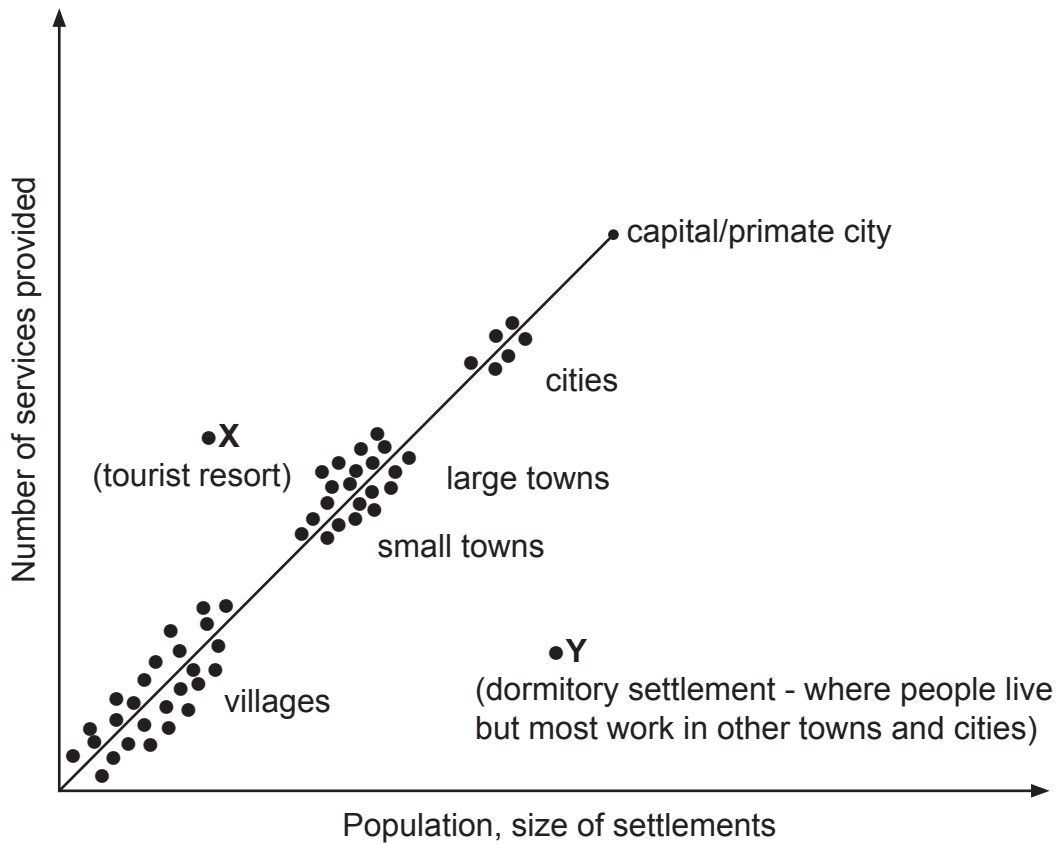 Number of services provided
capital/primate city
cities
X
(tourist resort)
large towns
small towns
Y
(dormitory settlement - where people live
but most work in other towns and cities)
villages
Population, size of settlements